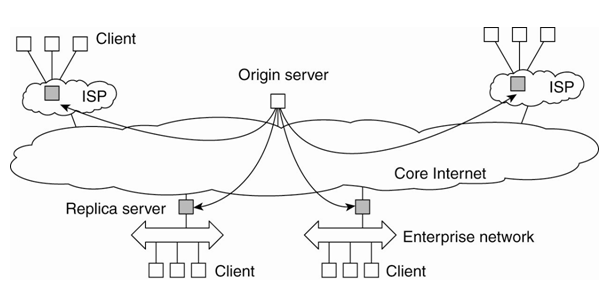 Client
ISP
Origin server
ISP
Core Internet
Replica server
Enterprise network
Client
Client